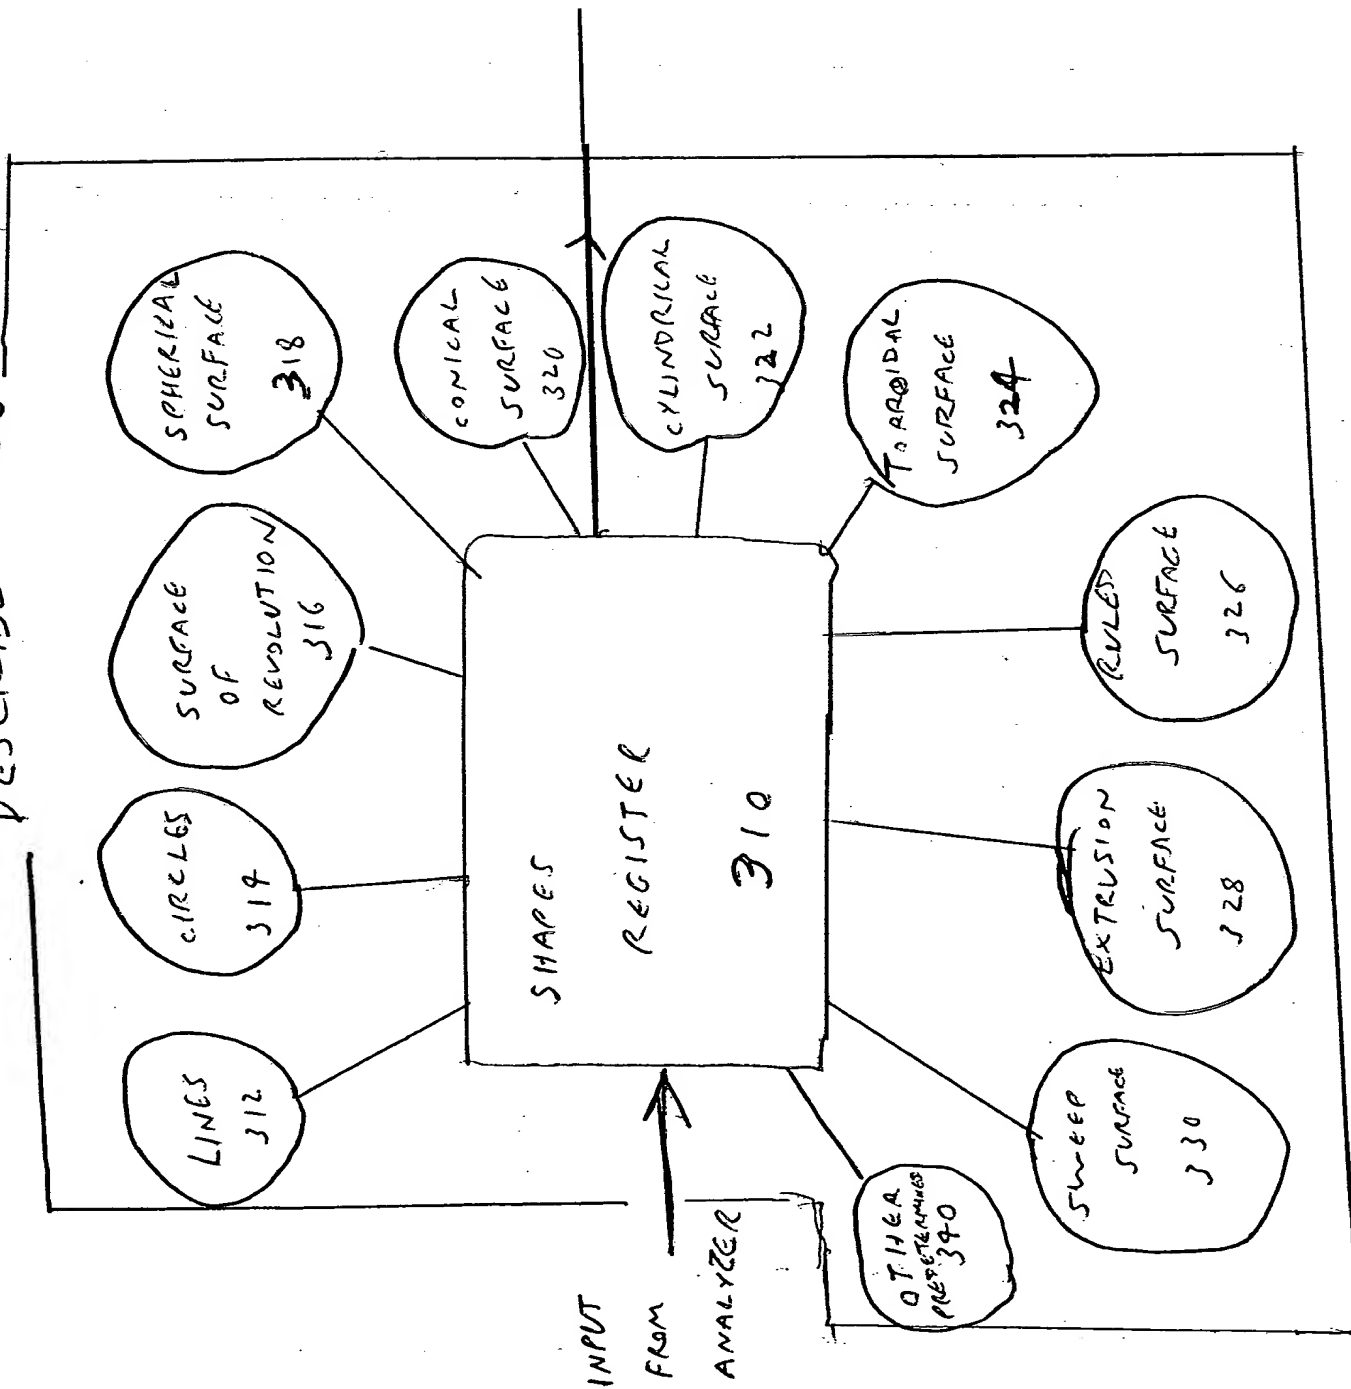 LINES
312
CIRCLES
314
SURFACE
OF
REVOLUTION
316
SPHERICAL
SURFACE
318
CONICAL
SURFACE
320
CYLINDRICAL
SURFACE
322
TORROIDAL
SURFACE
324
RULED
SURFACE
326
EXTRUSION
SURFACE
328
SWEEP
SURFACE
330
OTHER
PREDETERMINED
340
SHAPES
REGISTER
310
INPUT
FROM
ANALYZER